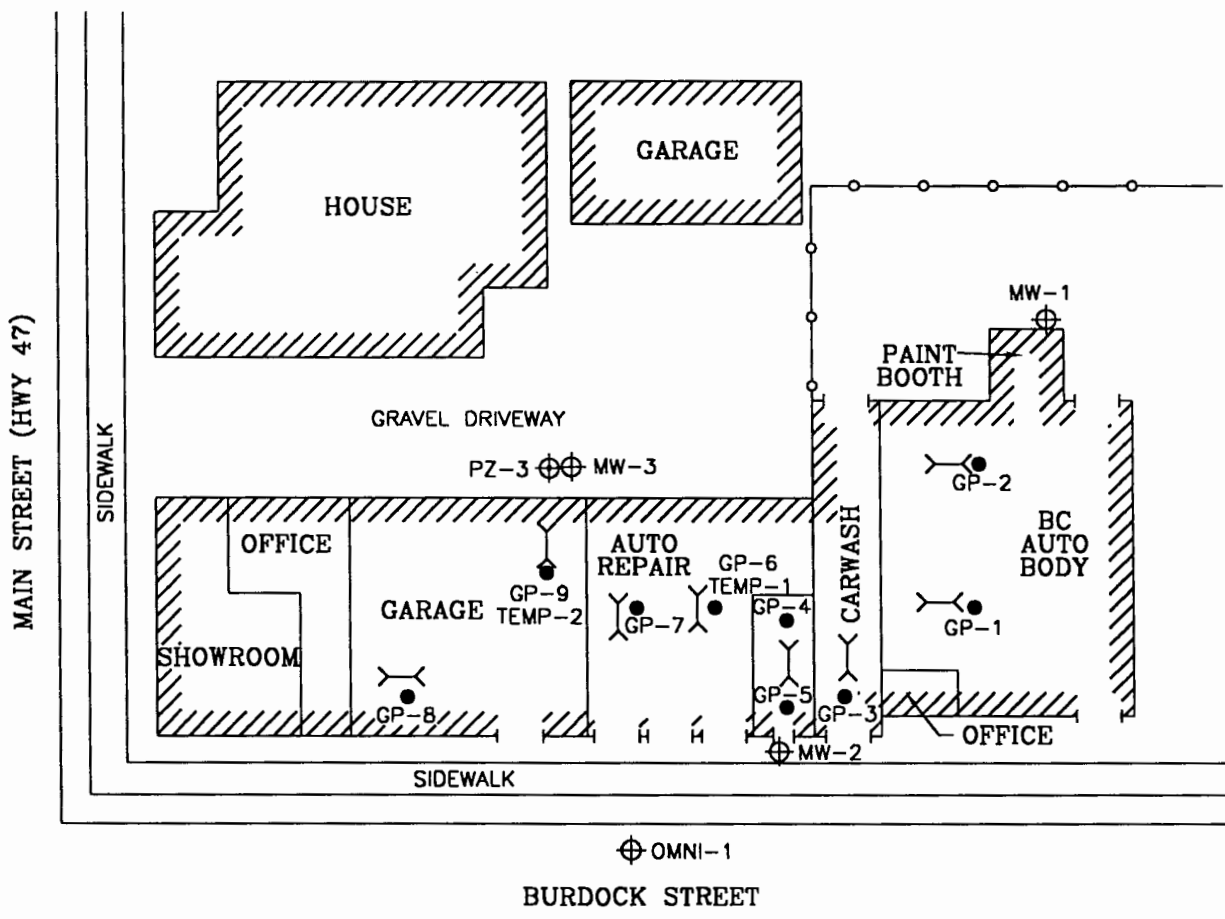 GARAGE
HOUSE
MW-1
MAIN STREET (HWY 47)
SIDEWALK
PAINT
BOOTH
GRAVEL DRIVEWAY
PZ-3
MW-3
GP-2
OFFICE
AUTO
REPAIR
GP-6
TEMP-1
CARWASH
BC
AUTO
BODY
GP-9
TEMP-2
GARAGE
GP-7
GP-4
GP-1
SHOWROOM
GP-8
GP-5
GP-3
OFFICE
MW-2
SIDEWALK
OMNI-1
BURDOCK STREET